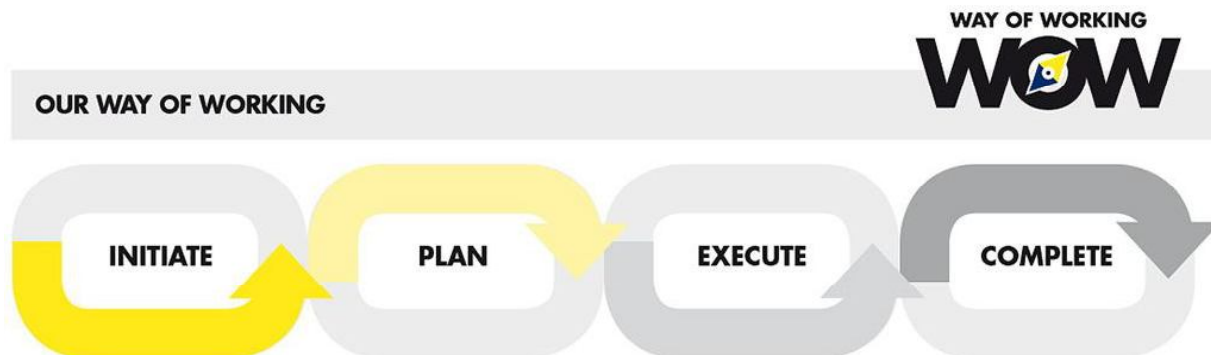 WAY OF WORKING
WOW
OUR WAY OF WORKING
INITIATE
PLAN
EXECUTE
COMPLETE